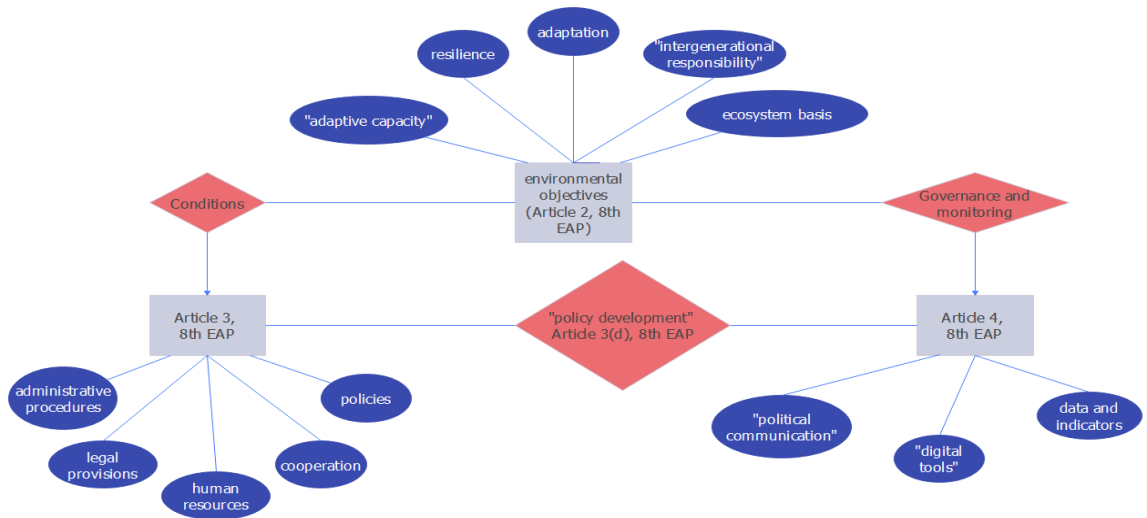 adaptation
"intergenerational
responsibility"
resilience
ecosystem basis
"adaptive capacity"
environmental
objectives
(Article 2, 8th
EAP)
Conditions
Governance and
monitoring
Article 3,
8th EAP
"policy development"
Article 3(d), 8th EAP
Article 4,
8th EAP
administrative
procedures
policies
legal
provisions
cooperation
human
resources
"political
communication"
data and
indicators
"digital
tools"